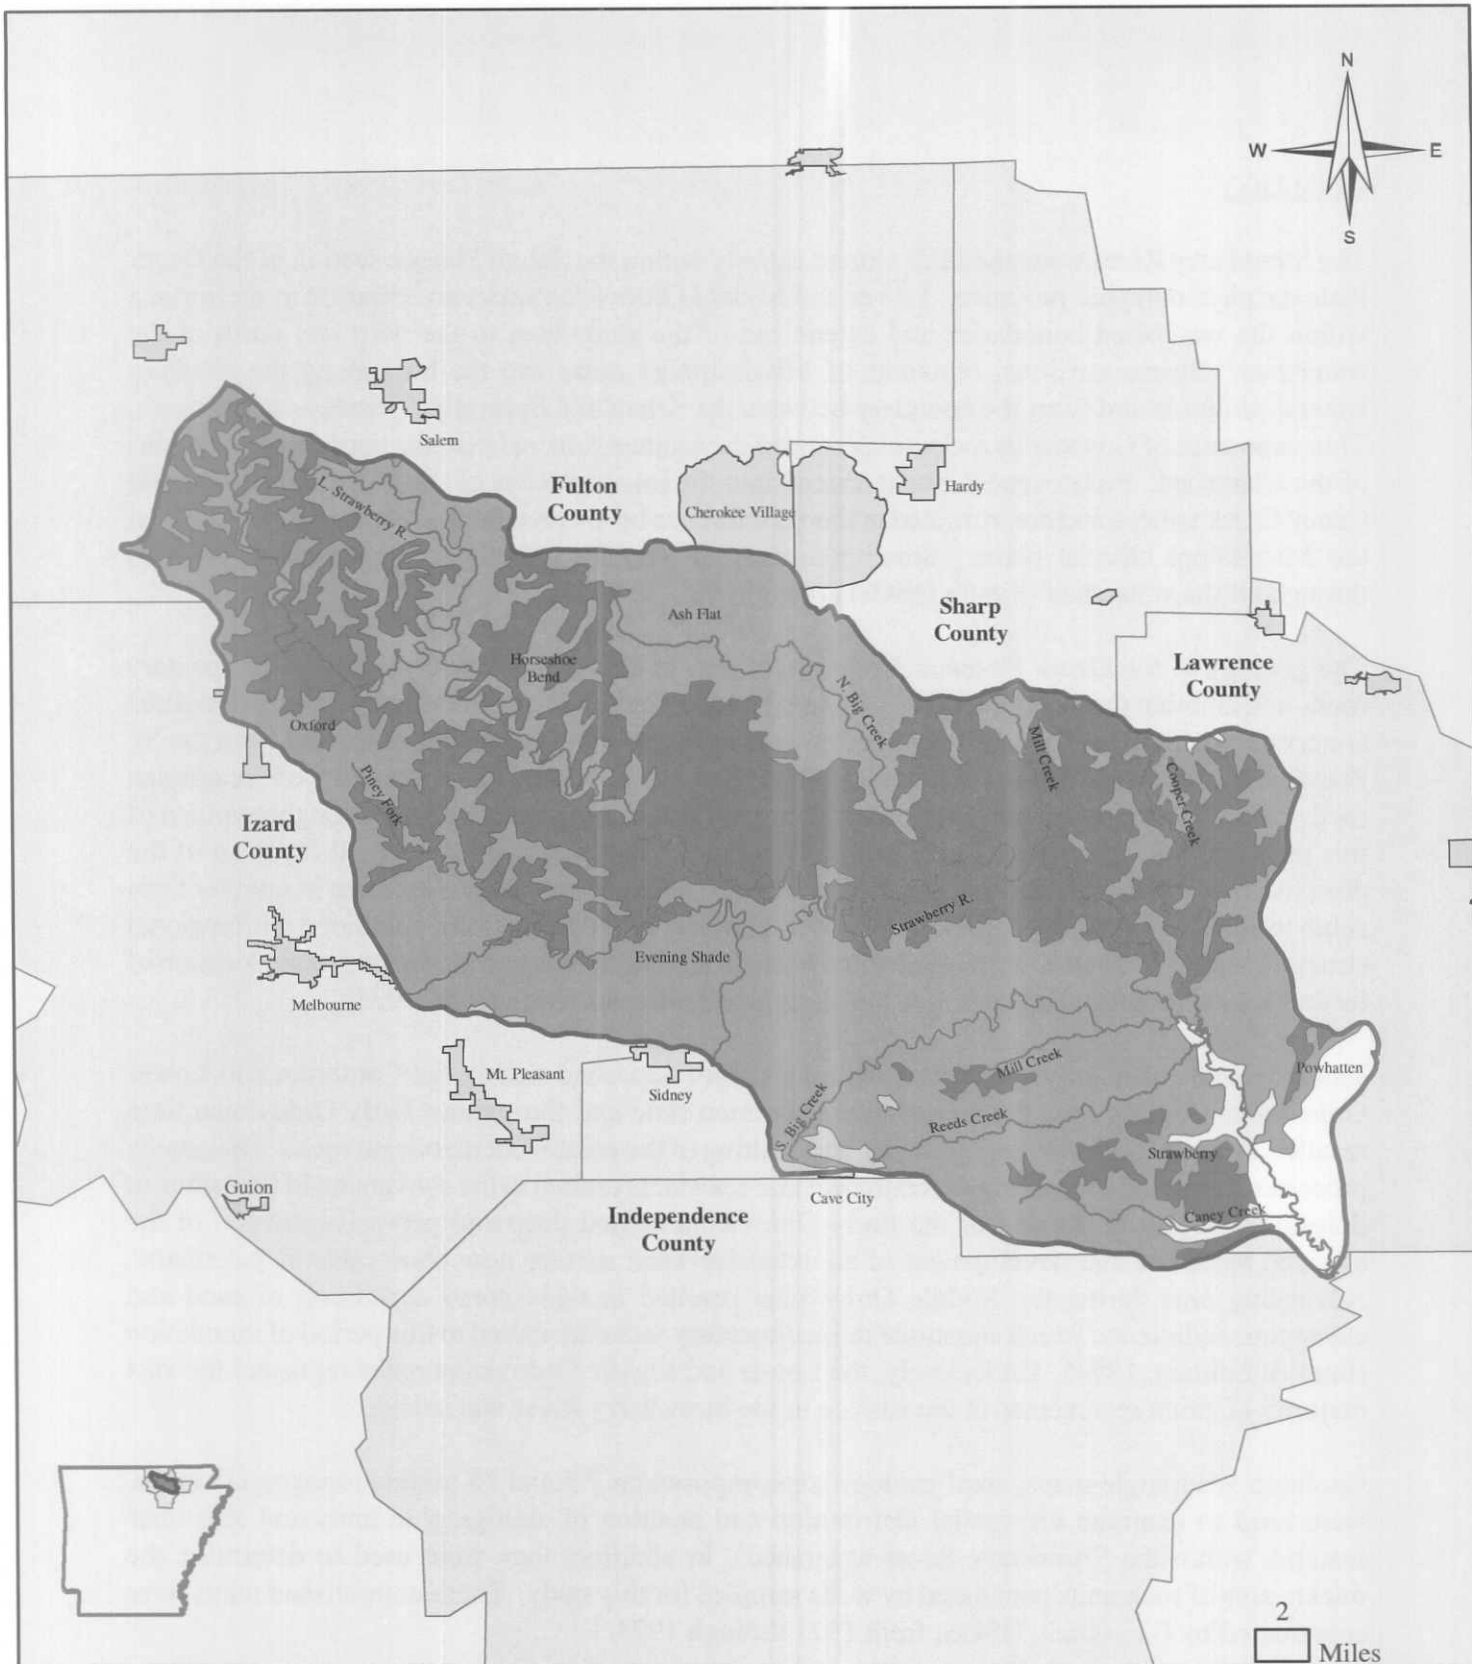 N
W
E
S
Salem
L. Strawberry R.
Fulton
County
Cherokee Village
Hardy
Ash Flat
Sharp
County
Horseshoe
Bend
Lawrence
County
N. Big Creek
Oxford
Mill Creek
Cooper Creek
Piney Fork
Izard
County
Strawberry R.
Evening Shade
Melbourne
Mill Creek
Powhatten
Mt. Pleasant
Sidney
S. Big Creek
Reeds Creek
Strawberry
Guion
Cave City
Caney Creek
Independence
County
2
Miles